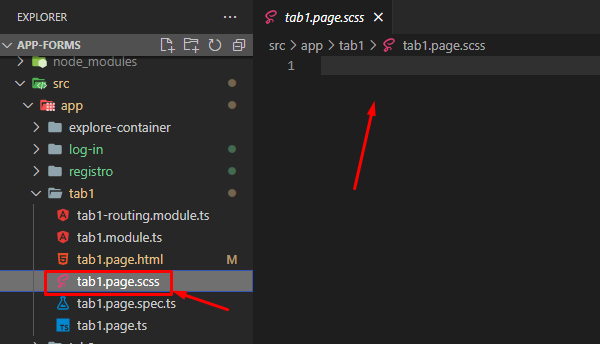 EXPLORER
APP-FORMS
node_modules
src
app
explore-container
log-in
registro
tab1
tab1-routing.module.ts
tab1.module.ts
tab1.page.html M
tab1.page.scss
tab1.page.spec.ts
TS tab1.page.ts
tab1.page.scss
src > app > tab1 > tab1.page.scss
1